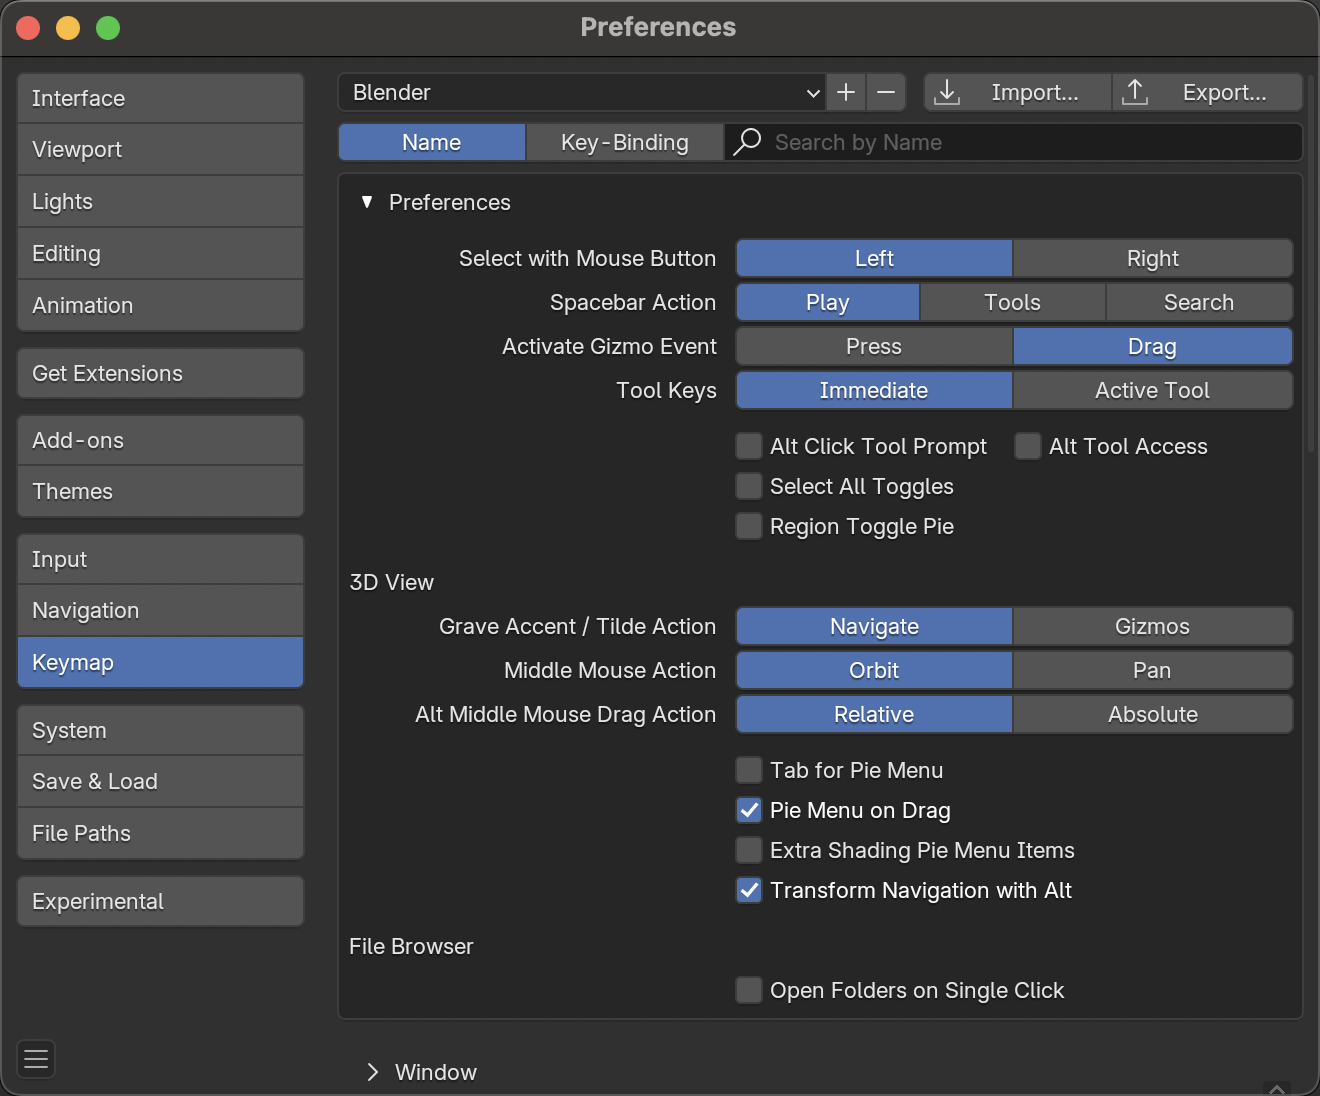 Preferences
Interface
Viewport
Lights
Editing
Animation
Get Extensions
Add-ons
Themes
Input
Navigation
Keymap
System
Save & Load
File Paths
Experimental
Blender
Import...
Export...
Name
Key-Binding
Search by Name
Preferences
Select with Mouse Button Left Right
Spacebar Action Play Tools Search
Activate Gizmo Event Press Drag
Tool Keys Immediate Active Tool
Alt Click Tool Prompt Alt Tool Access
Select All Toggles
Region Toggle Pie
3D View
Grave Accent / Tilde Action Navigate Gizmos
Middle Mouse Action Orbit Pan
Alt Middle Mouse Drag Action Relative Absolute
Tab for Pie Menu
Pie Menu on Drag
Extra Shading Pie Menu Items
Transform Navigation with Alt
File Browser
Open Folders on Single Click
Window